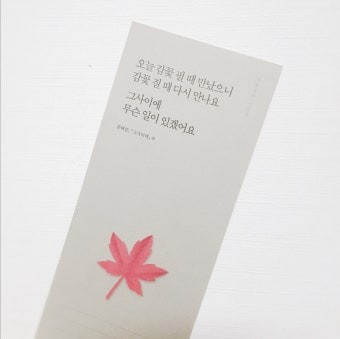 오늘 감꽃 필 때 만났으니
감꽃 질 때 다시 만나요
그사이에
무슨 일이 있겠어요